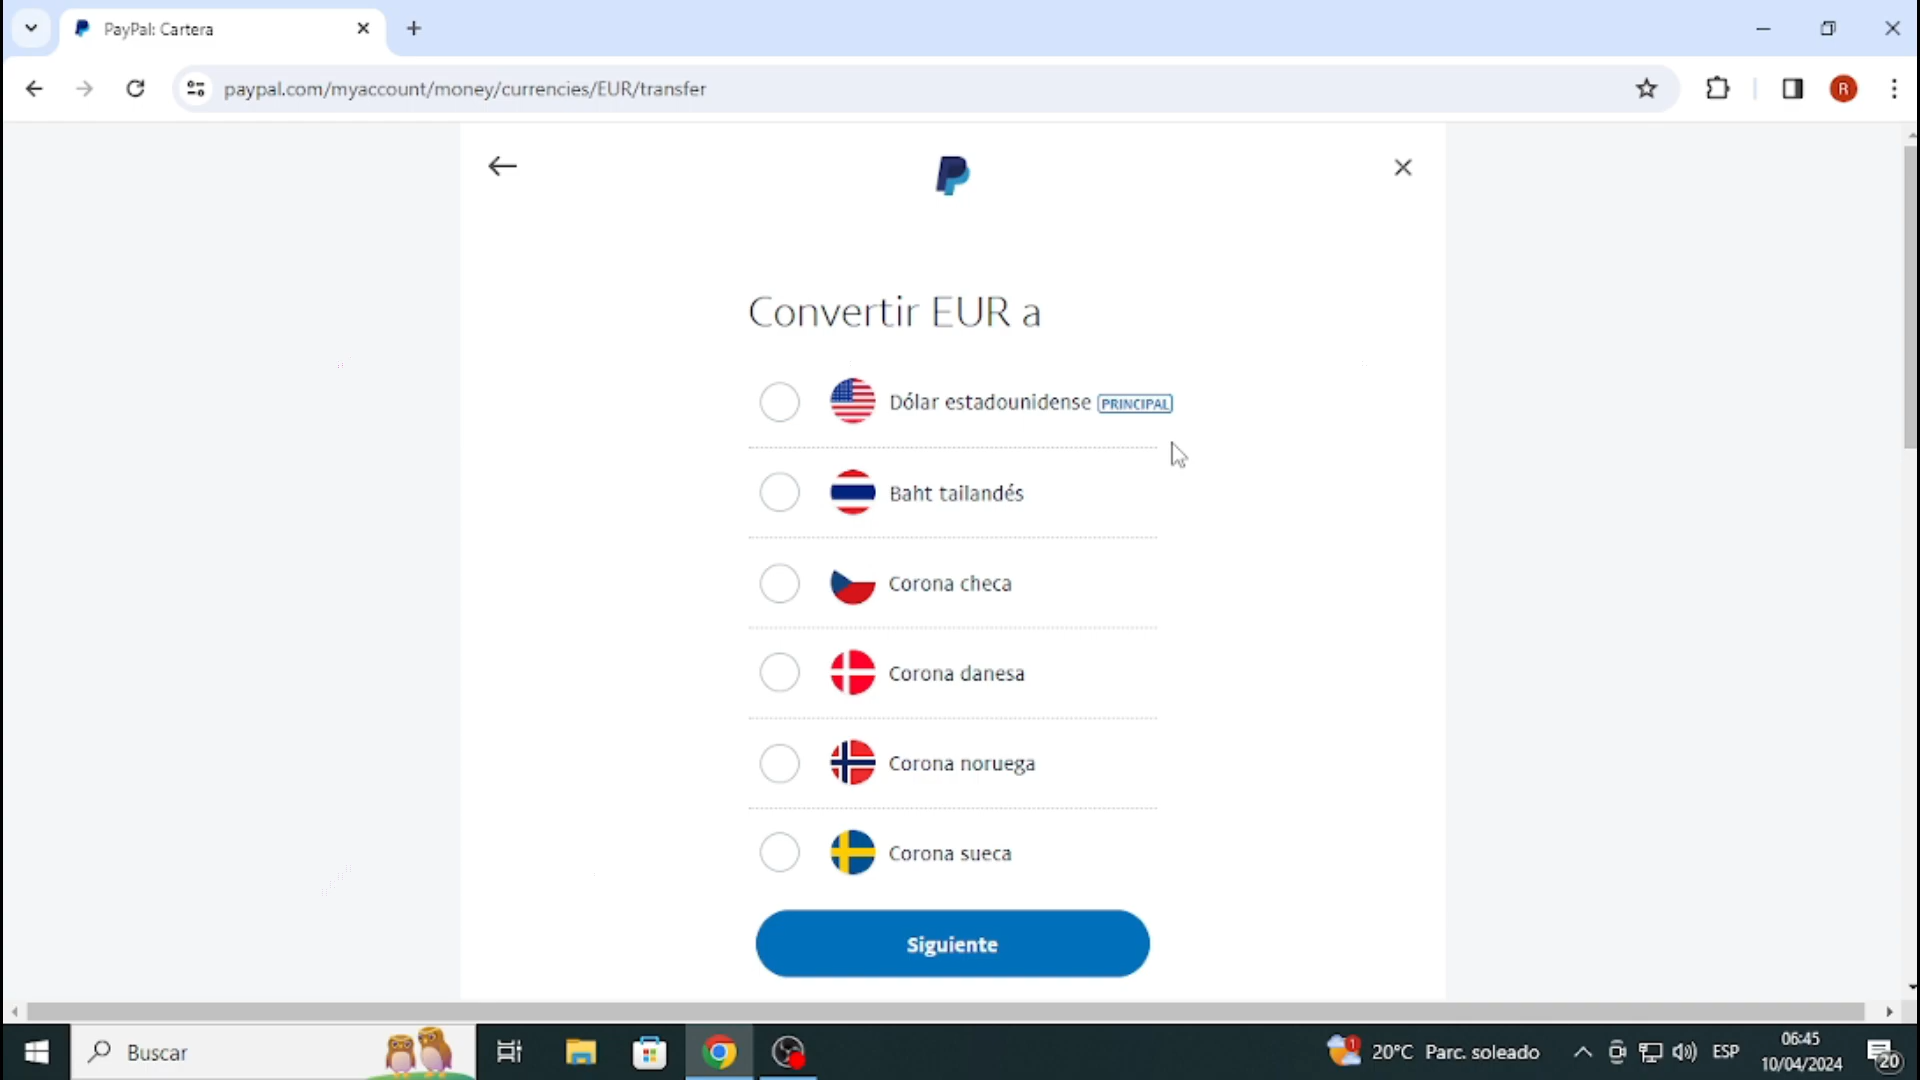 PayPal: Cartera
paypal.com/myaccount/money/currencies/EUR/transfer
R
Convertir EUR a
Dólar estadounidense PRINCIPAL
Baht tailandés
Corona checa
Corona danesa
Corona noruega
Corona sueca
Siguiente
Buscar
1
20°C Parc. soleado
ESP
06:45
10/04/2024
20